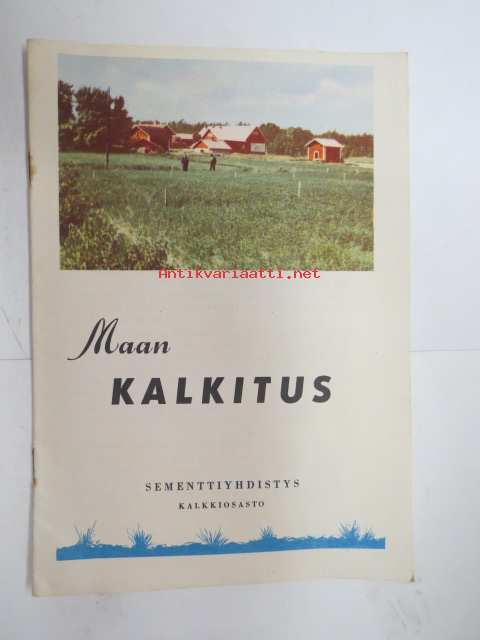 Antikvariaatti.net
Maan
KALKITUS
SEMENTTIYHDISTYS
KALKKIOSASTO